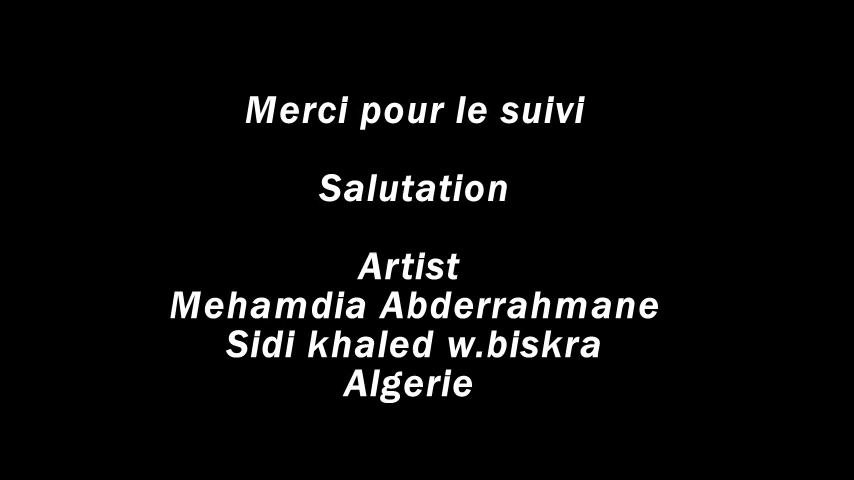 Merci pour le suivi
Salutation
Artist
Mehamdia Abderrahmane
Sidi khaled w.biskra
Algerie